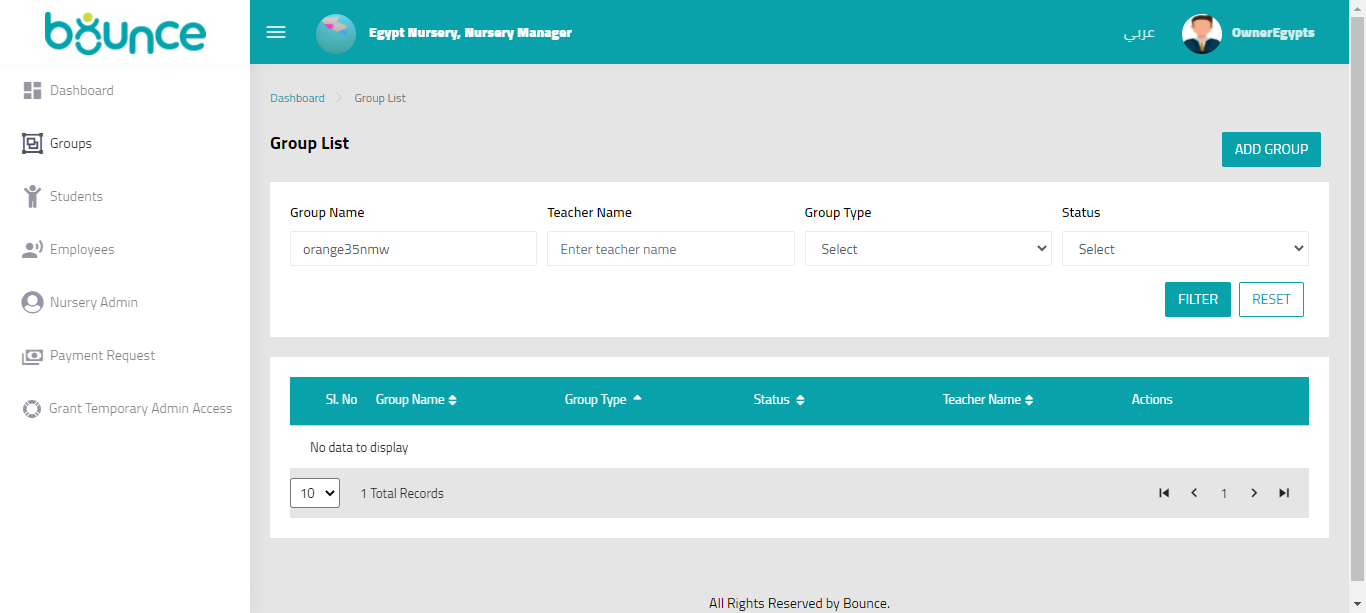 bounce
Egypt Nursery, Nursery Manager
عربي
OwnerEgypts
Dashboard
Groups
Students
Employees
Nursery Admin
Payment Request
Grant Temporary Admin Access
Dashboard
Group List
Group List
ADD GROUP
Group Name
Teacher Name
Group Type
Status
orange35nmw
Enter teacher name
Select
Select
FILTER
RESET
Sl. No
Group Name
Group Type
Status
Teacher Name
Actions
No data to display
10
1 Total Records
1
All Rights Reserved by Bounce.